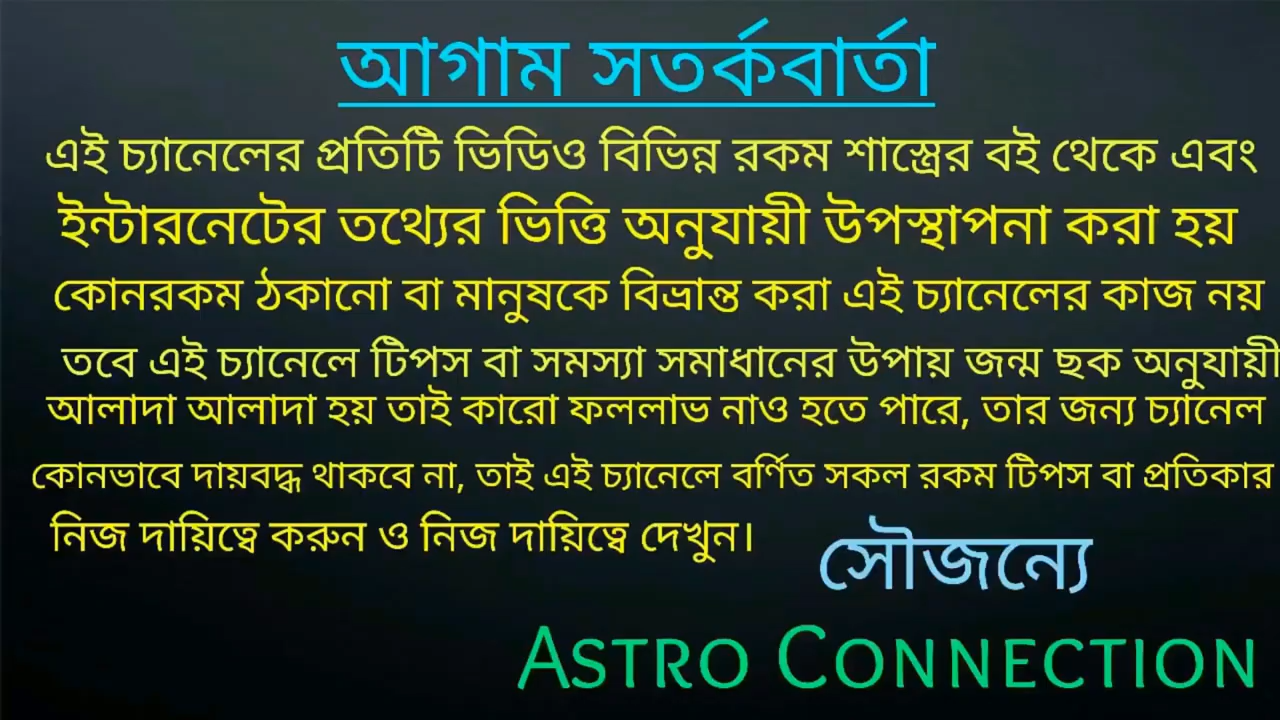 আগাম সতর্কবার্তা
এই চ্যানেলের প্রতিটি ভিডিও বিভিন্ন রকম শাস্ত্রের বই থেকে এবং
ইন্টারনেটের তথ্যের ভিত্তি অনুযায়ী উপস্থাপনা করা হয়
কোনরকম ঠকানো বা মানুষকে বিভ্রান্ত করা এই চ্যানেলের কাজ নয়
তবে এই চ্যানেলে টিপস বা সমস্যা সমাধানের উপায় জন্ম ছক অনুযায়ী
আলাদা আলাদা হয় তাই কারো ফললাভ নাও হতে পারে, তার জন্য চ্যানেল
কোনভাবে দায়বদ্ধ থাকবে না, তাই এই চ্যানেলে বর্ণিত সকল রকম টিপস বা প্রতিকার
নিজ দায়িত্বে করুন ও নিজ দায়িত্বে দেখুন।
সৌজন্যে
ASTRO CONNECTION